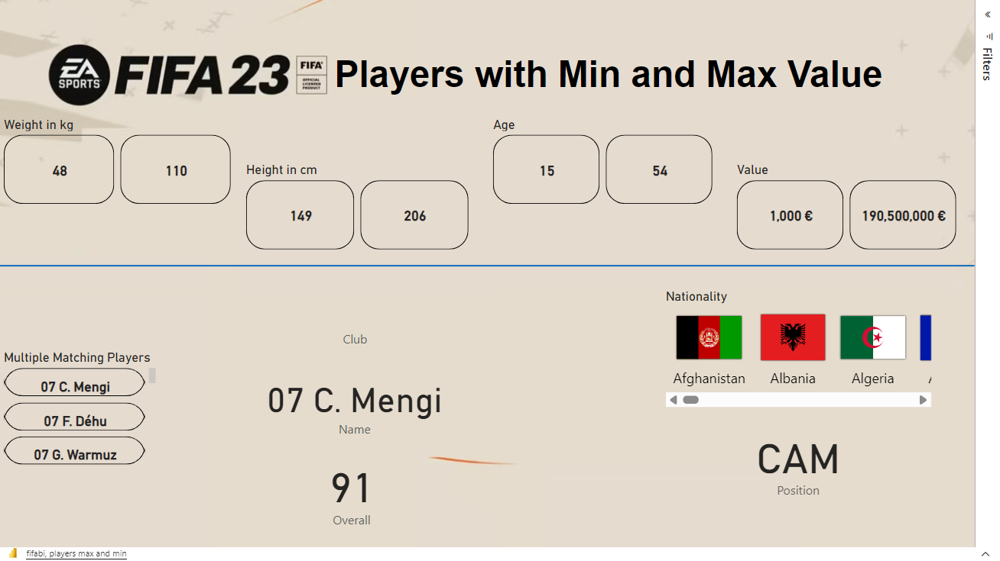 EA SPORTS FIFA 23 FIFA OFFICIAL LICENSED PRODUCT Players with Min and Max Value
Filters
Weight in kg
48 110
Height in cm
149 206
Age
15 54
Value
1,000 € 190,500,000 €
Multiple Matching Players
07 C. Mengi
07 F. Déhu
07 G. Warmuz
Club
07 C. Mengi
Name
91
Overall
Nationality
Afghanistan Albania Algeria
CAM
Position
fifabi, players max and min